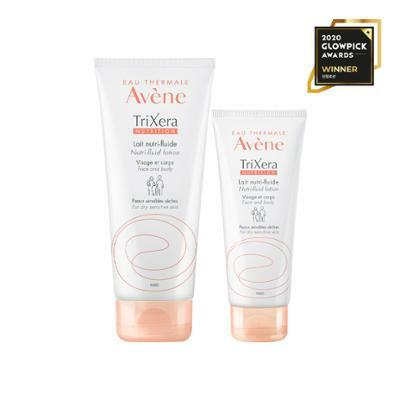 2020
GLOWPICK
AWARDS
WINNER
EAU THERMALE
Avène
TriXera
NUTRITION
Lait nutri-fluide
Nutri-fluid lotion
Visage et corps
Face and body
Peaux sensibles sèches
For dry sensitive skin
PARIS
EAU THERMALE
Avène
TriXera
NUTRITION
Lait nutri-fluide
Nutri-fluid lotion
Visage et corps
Face and body
Peaux sensibles sèches
For dry sensitive skin
PARIS